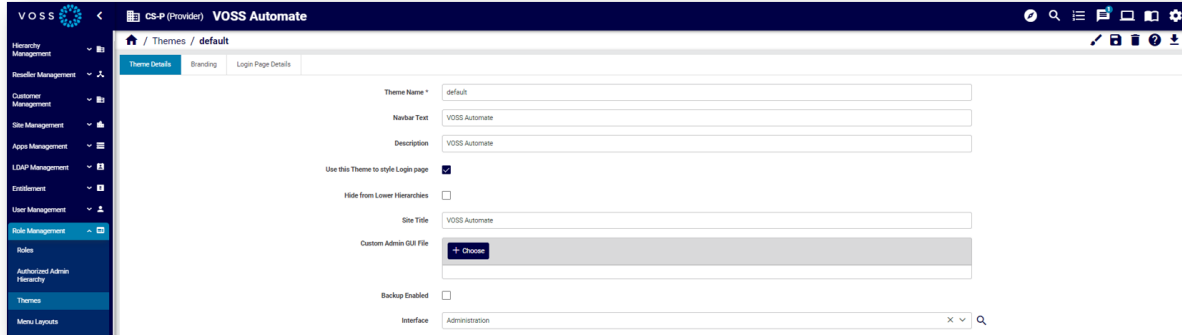 VOSS
CS-P (Provider) VOSS Automate
1
Hierarchy
Management
Reseller Management
Customer
Management
Site Management
Apps Management
LDAP Management
Entitlement
User Management
Role Management
Roles
Authorized Admin
Hierarchy
Themes
Menu Layouts
/ Themes / default
Theme Details
Branding
Login Page Details
Theme Name *
default
Navbar Text
VOSS Automate
Description
VOSS Automate
Use this Theme to style Login page
Hide from Lower Hierarchies
Site Title
VOSS Automate
Custom Admin GUI File
+ Choose
Backup Enabled
Interface
Administration